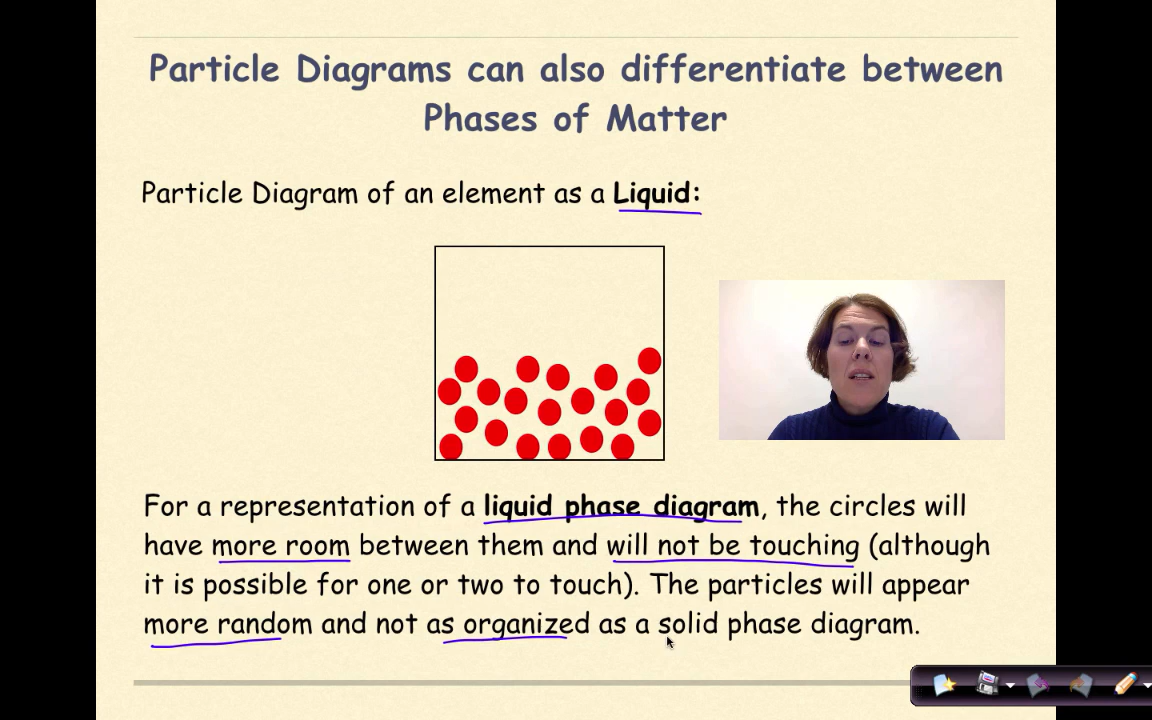 Particle Diagrams can also differentiate between
Phases of Matter
Particle Diagram of an element as a Liquid:
For a representation of a liquid phase diagram, the circles will
have more room between them and will not be touching (although
it is possible for one or two to touch). The particles will appear
more random and not as organized as a solid phase diagram.